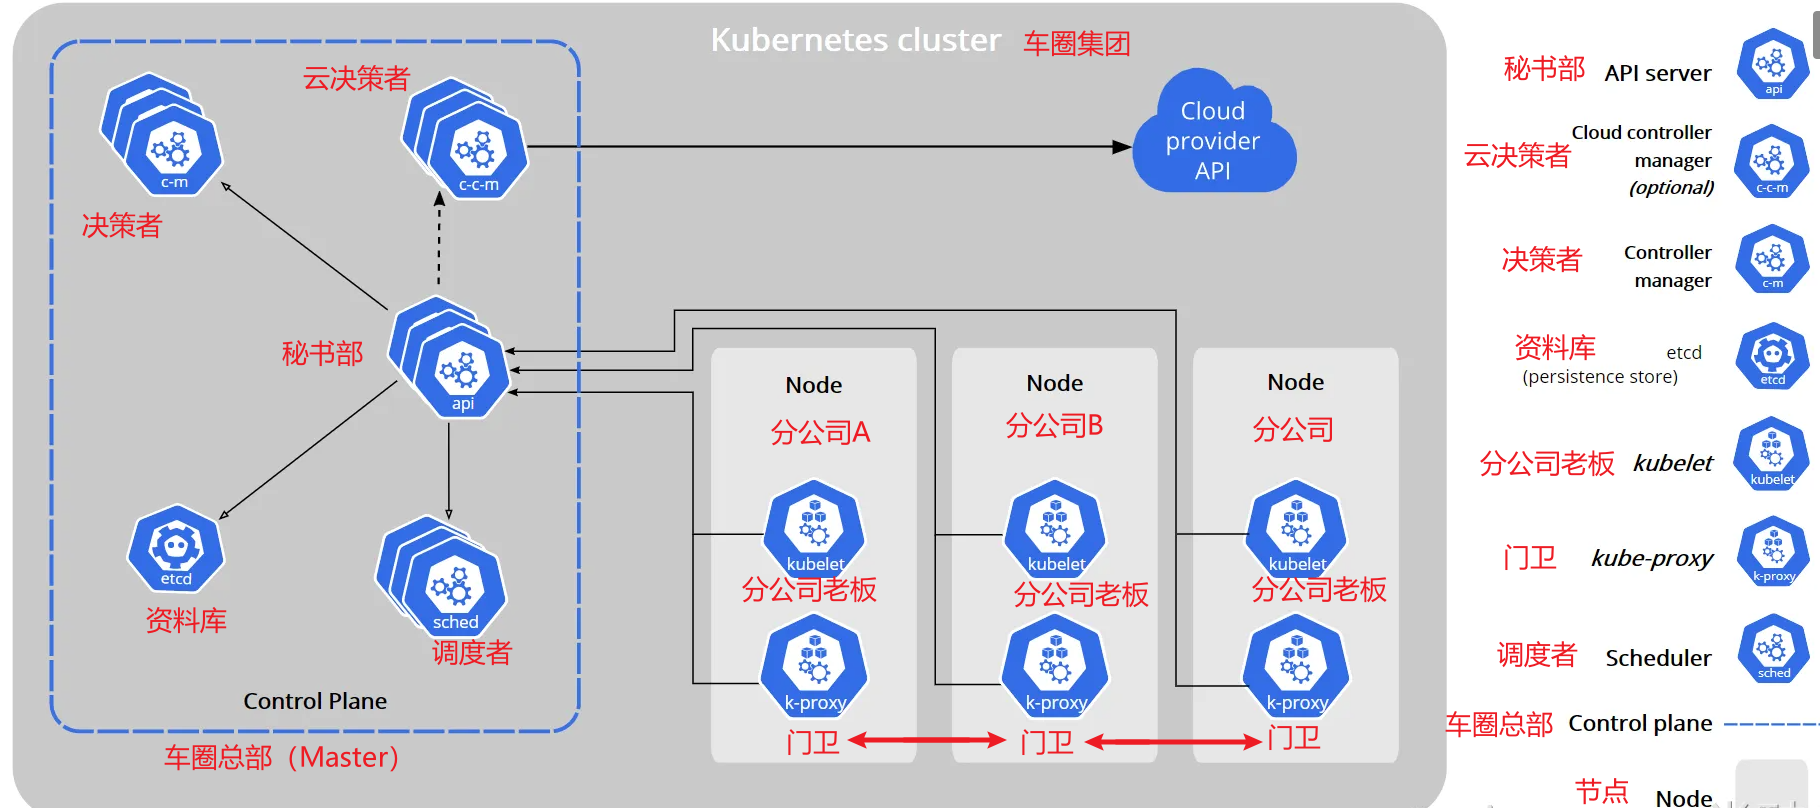 Kubernetes cluster 车圈集团
云决策者
c-m
c-c-m
Cloud
provider
API
决策者
秘书部
api
Node
Node
Node
分公司A
分公司B
分公司
etcd
资料库
sched
调度者
kubelet
kubelet
kubelet
分公司老板
分公司老板
分公司老板
k-proxy
k-proxy
k-proxy
门卫
门卫
门卫
Control Plane
车圈总部（Master）
秘书部 API server
api
云决策者 Cloud controller
manager
(optional)
c-c-m
决策者 Controller
manager
c-m
资料库 etcd
(persistence store)
etcd
分公司老板 kubelet
kubelet
门卫 kube-proxy
k-proxy
调度者 Scheduler
sched
车圈总部 Control plane
节点 Node